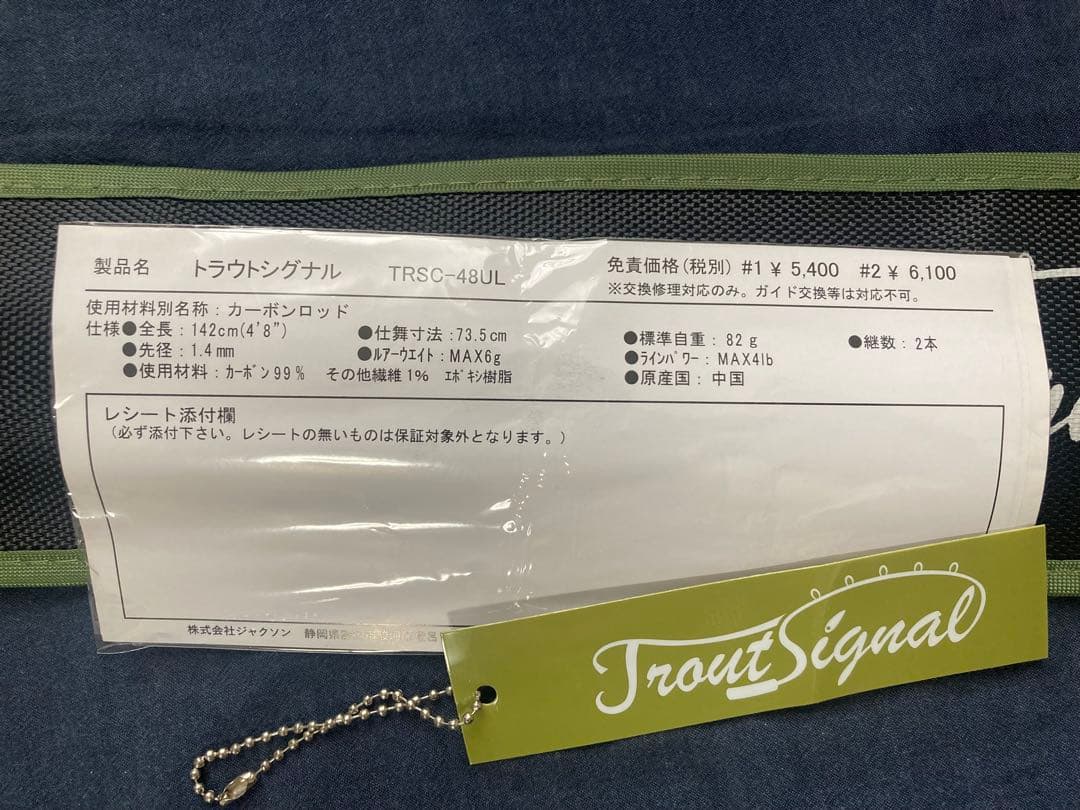 製品名 トラウトシグナル TRSC-48UL 免責価格(税別) #1 ¥ 5,400 #2 ¥ 6,100
※交換修理対応のみ。ガイド交換等は対応不可。
使用材料別名称:カーボンロッド
仕様●全長:142cm(4'8") ●仕舞寸法:73.5cm ●標準自重:82g ●継数:2本
●先径:1.4mm ●ルアーウエイト:MAX6g ●ラインパワー:MAX4lb
●使用材料:カーボン99% その他繊維1% エポキシ樹脂 ●原産国:中国
レシート添付欄
(必ず添付下さい。レシートの無いものは保証対象外となります。)
株式会社ジャクソン 静岡県
Trout Signal